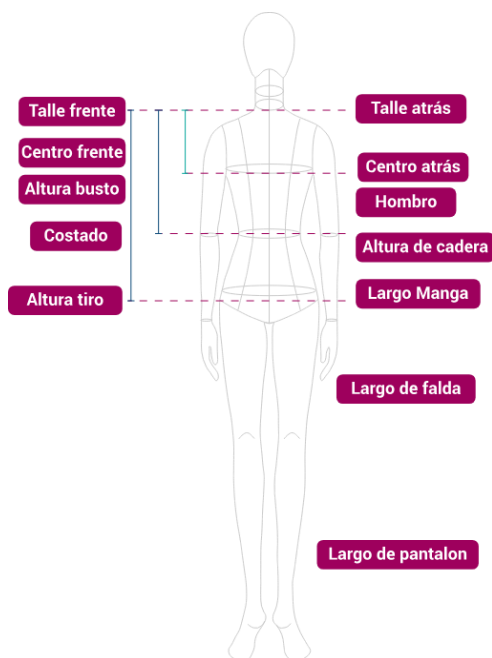 Talle frente
Talle atrás
Centro frente
Centro atrás
Altura busto
Hombro
Costado
Altura de cadera
Altura tiro
Largo Manga
Largo de falda
Largo de pantalon